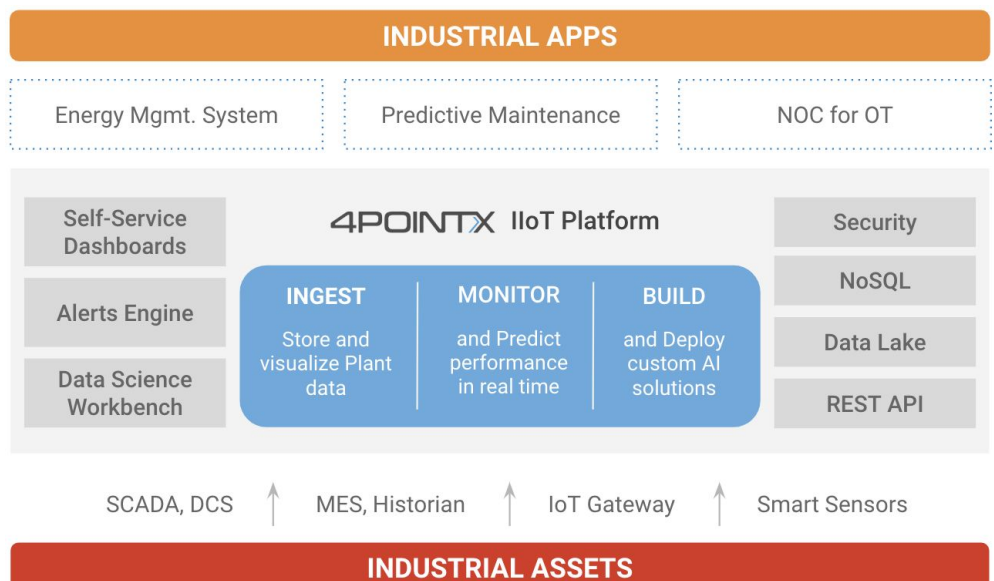 INDUSTRIAL APPS
Energy Mgmt. System
Predictive Maintenance
NOC for OT
4POINTX IIoT Platform
Self-Service
Dashboards
Alerts Engine
Data Science
Workbench
INGEST
Store and
visualize Plant
data
MONITOR
and Predict
performance
in real time
BUILD
and Deploy
custom AI
solutions
Security
NoSQL
Data Lake
REST API
SCADA, DCS
MES, Historian
IoT Gateway
Smart Sensors
INDUSTRIAL ASSETS